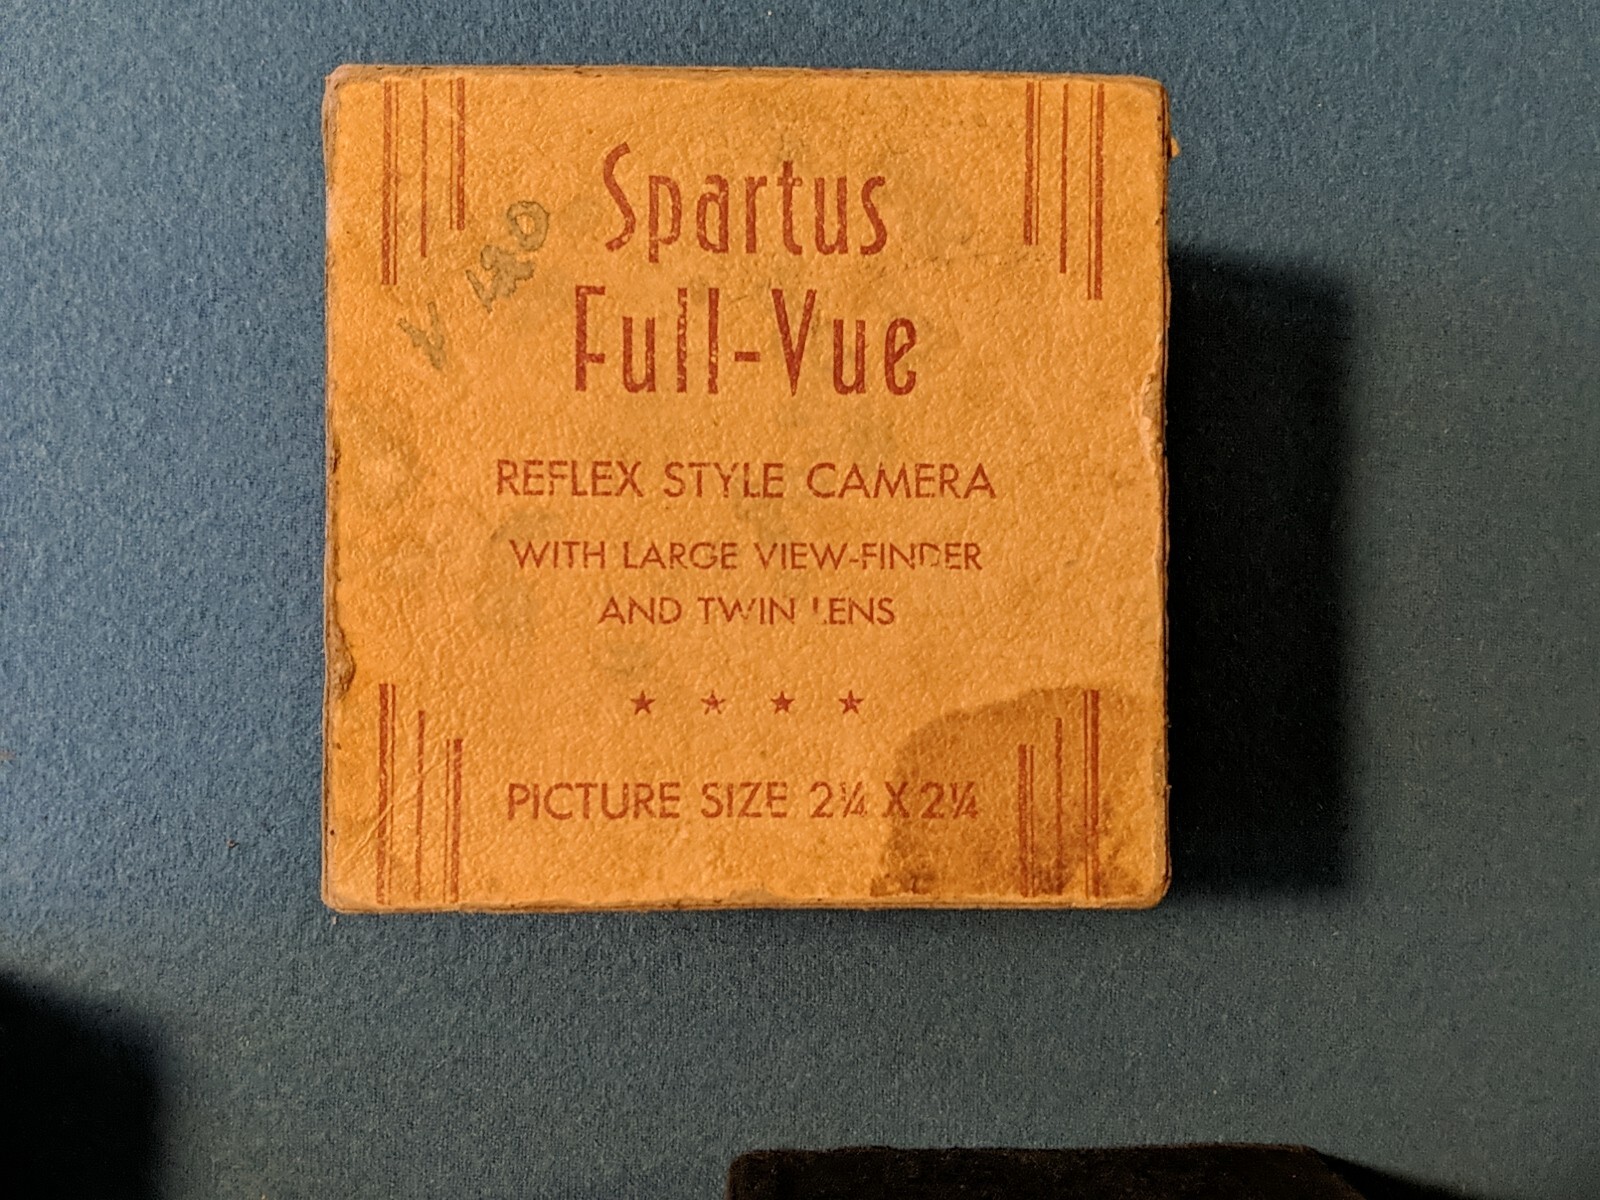 Spartus
Full-Vue
V 120
REFLEX STYLE CAMERA
WITH LARGE VIEW-FINDER
AND TWIN LENS
★ ★ ★ ★
PICTURE SIZE 2¼ X 2¼